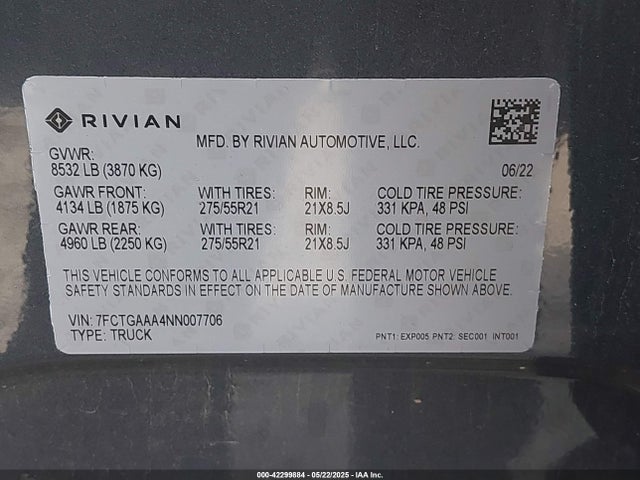 RIVIAN
MFD. BY RIVIAN AUTOMOTIVE, LLC.
GVWR:
8532 LB (3870 KG) 06/22
GAWR FRONT: WITH TIRES: RIM: COLD TIRE PRESSURE:
4134 LB (1875 KG) 275/55R21 21X8.5J 331 KPA, 48 PSI
GAWR REAR: WITH TIRES: RIM: COLD TIRE PRESSURE:
4960 LB (2250 KG) 275/55R21 21X8.5J 331 KPA, 48 PSI
THIS VEHICLE CONFORMS TO ALL APPLICABLE U.S. FEDERAL MOTOR VEHICLE
SAFETY STANDARDS IN EFFECT ON THE DATE OF MANUFACTURE SHOWN ABOVE.
VIN: 7FCTGAAA4NN007706
TYPE: TRUCK PNT1: EXP005 PNT2: SEC001 INT001
000-42299884 - 05/22/2025 - IAA Inc.